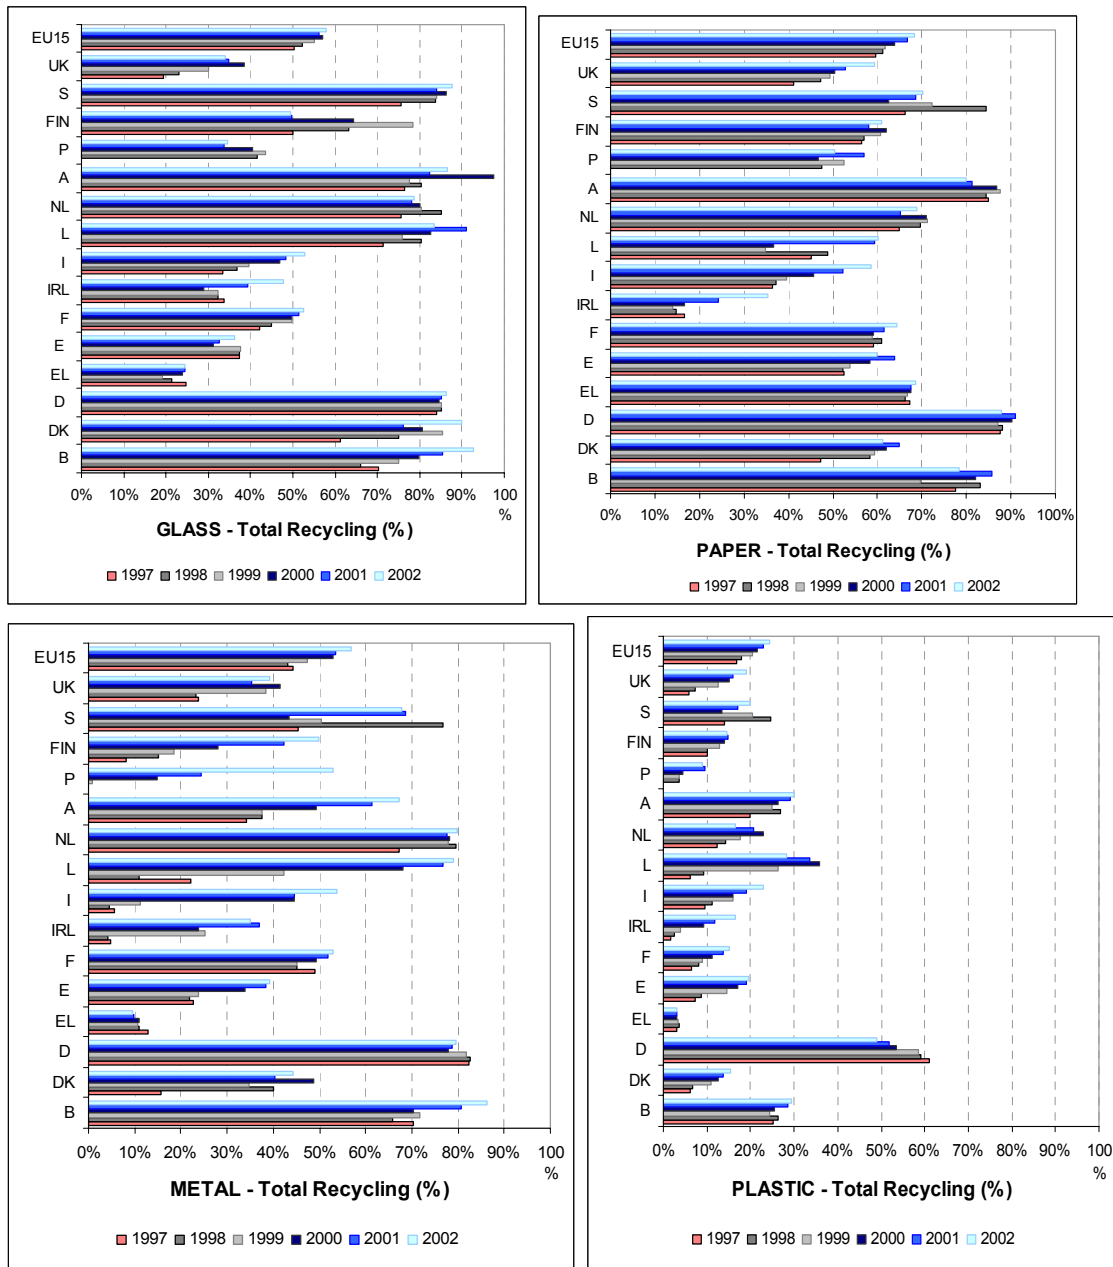 EU15
UK
S
FIN
P
A
NL
L
I
IRL
F
E
EL
D
DK
B
0% 10% 20% 30% 40% 50% 60% 70% 80% 90% 100
%
GLASS - Total Recycling (%)
1997 1998 1999 2000 2001 2002
EU15
UK
S
FIN
P
A
NL
L
I
IRL
F
E
EL
D
DK
B
0% 10% 20% 30% 40% 50% 60% 70% 80% 90% 100%
PAPER - Total Recycling (%)
1997 1998 1999 2000 2001 2002
EU15
UK
S
FIN
P
A
NL
L
I
IRL
F
E
EL
D
DK
B
0% 10% 20% 30% 40% 50% 60% 70% 80% 90% 100
%
METAL - Total Recycling (%)
1997 1998 1999 2000 2001 2002
EU15
UK
S
FIN
P
A
NL
L
I
IRL
F
E
EL
D
DK
B
0% 10% 20% 30% 40% 50% 60% 70% 80% 90% 100
%
PLASTIC - Total Recycling (%)
1997 1998 1999 2000 2001 2002